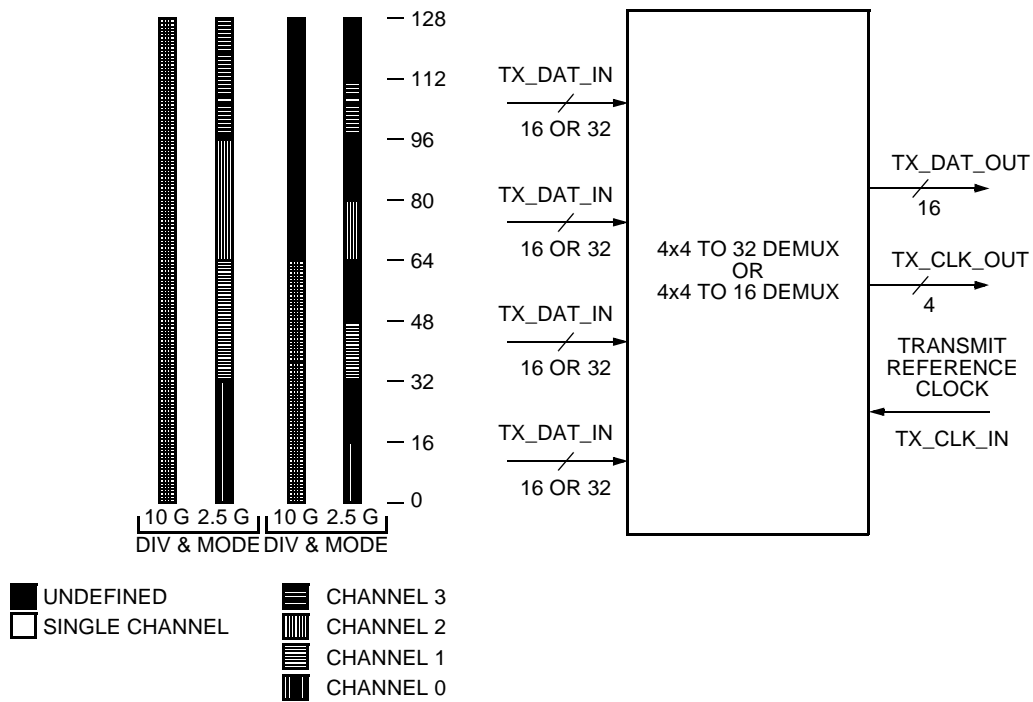 128
112
96
80
64
48
32
16
0
10 G 2.5 G 10 G 2.5 G
DIV & MODE DIV & MODE
TX_DAT_IN
16 OR 32
TX_DAT_IN
16 OR 32
TX_DAT_IN
16 OR 32
TX_DAT_IN
16 OR 32
4x4 TO 32 DEMUX
OR
4x4 TO 16 DEMUX
TX_DAT_OUT
16
TX_CLK_OUT
4
TRANSMIT
REFERENCE
CLOCK
TX_CLK_IN
UNDEFINED
SINGLE CHANNEL
CHANNEL 3
CHANNEL 2
CHANNEL 1
CHANNEL 0